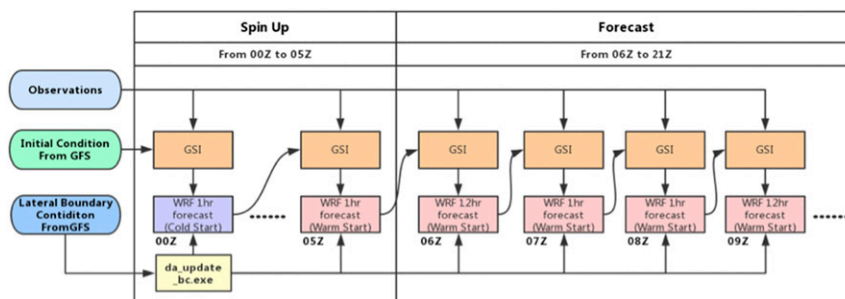 Spin Up
Forecast
From 00Z to 05Z
From 06Z to 21Z
Observations
Initial Condition
From GFS
GSI
GSI
GSI
GSI
GSI
GSI
Lateral Boundary
Contiditon
FromGFS
WRF 1hr
forecast
(Cold Start)
00Z
WRF 1hr
forecast
(Warm Start)
05Z
WRF 12hr
forecast
(Warm Start)
06Z
WRF 1hr
forecast
(Warm Start)
07Z
WRF 1hr
forecast
(Warm Start)
08Z
WRF 12hr
forecast
(Warm Start)
09Z
da_update
_bc.exe